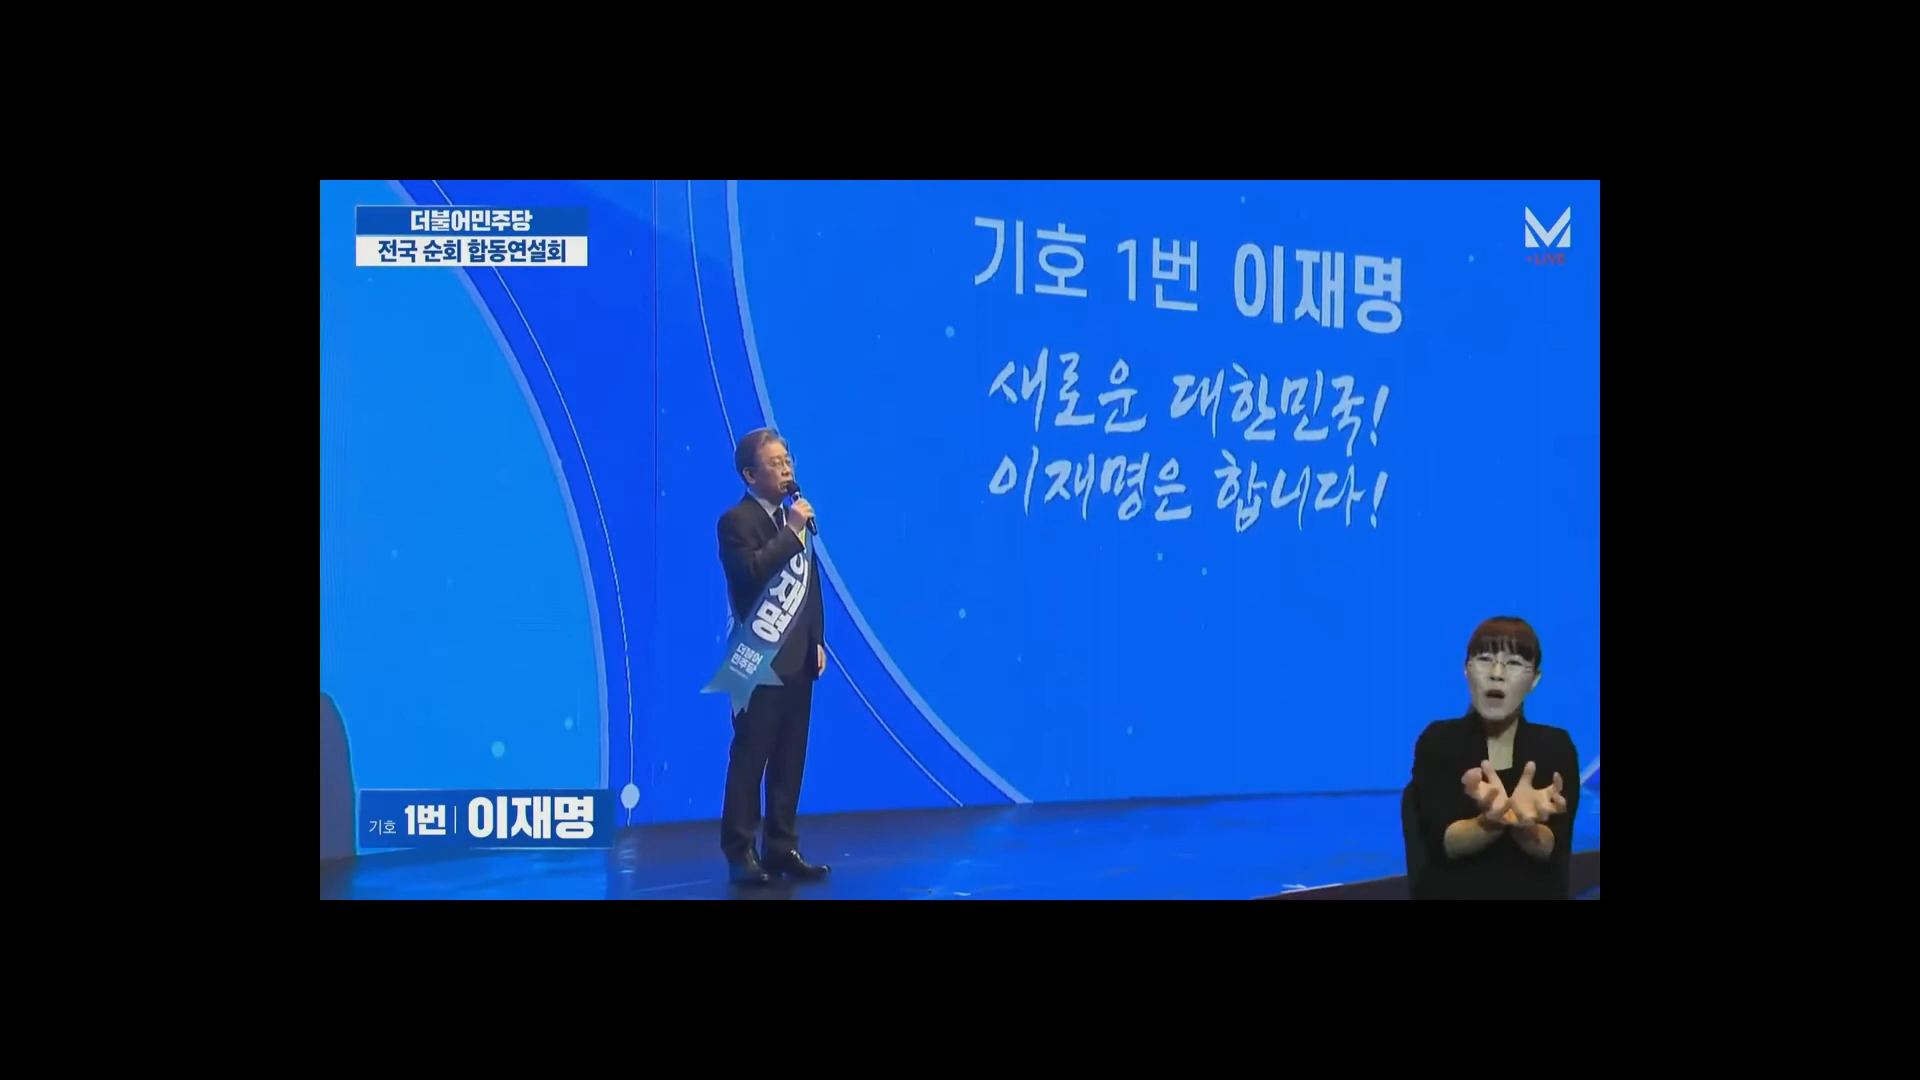 더불어민주당
전국 순회 합동연설회
기호 1번 이재명
새로운 대한민국!
이재명은 합니다!
LIVE
이재명
더불어
민주당
기호 1번 이재명